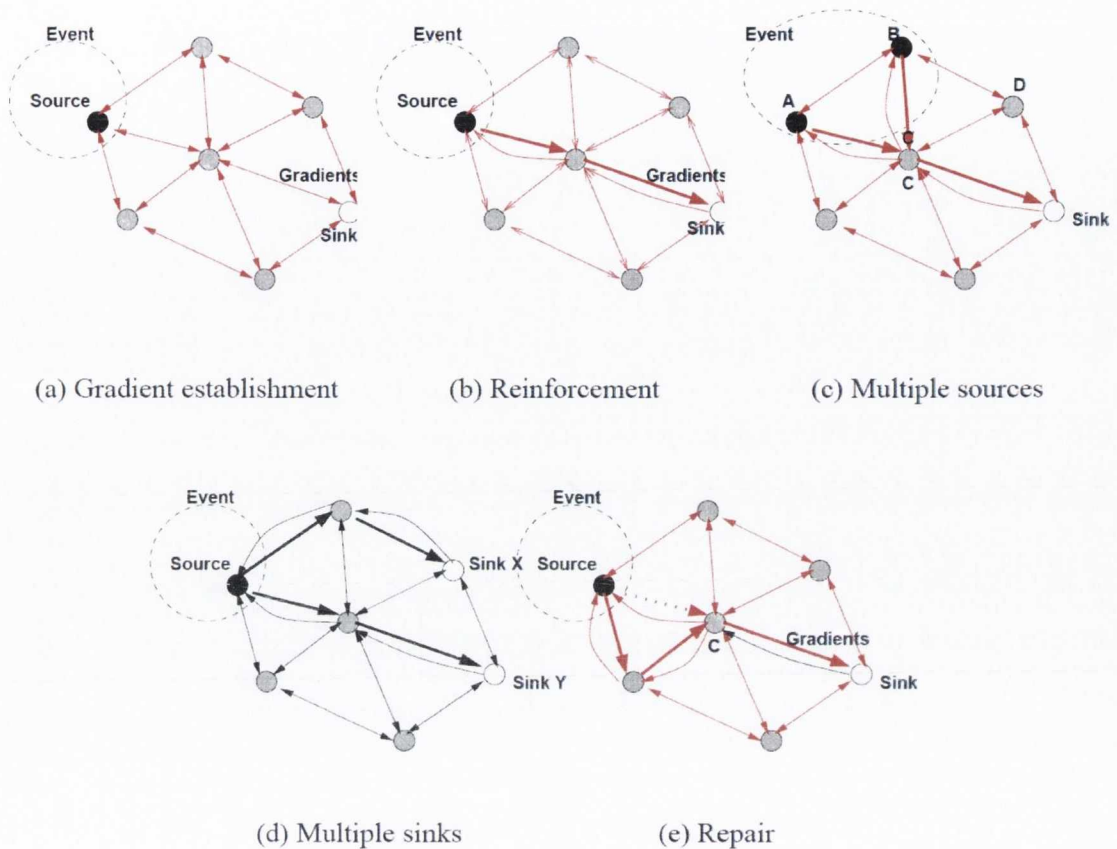 Event
Source
Gradients
Sink
(a) Gradient establishment
Event
Source
Gradients
Sink
(b) Reinforcement
Event
B
A
D
C
Sink
(c) Multiple sources
Event
Source
Sink X
Sink Y
(d) Multiple sinks
Event
Source
C
Gradients
Sink
(e) Repair